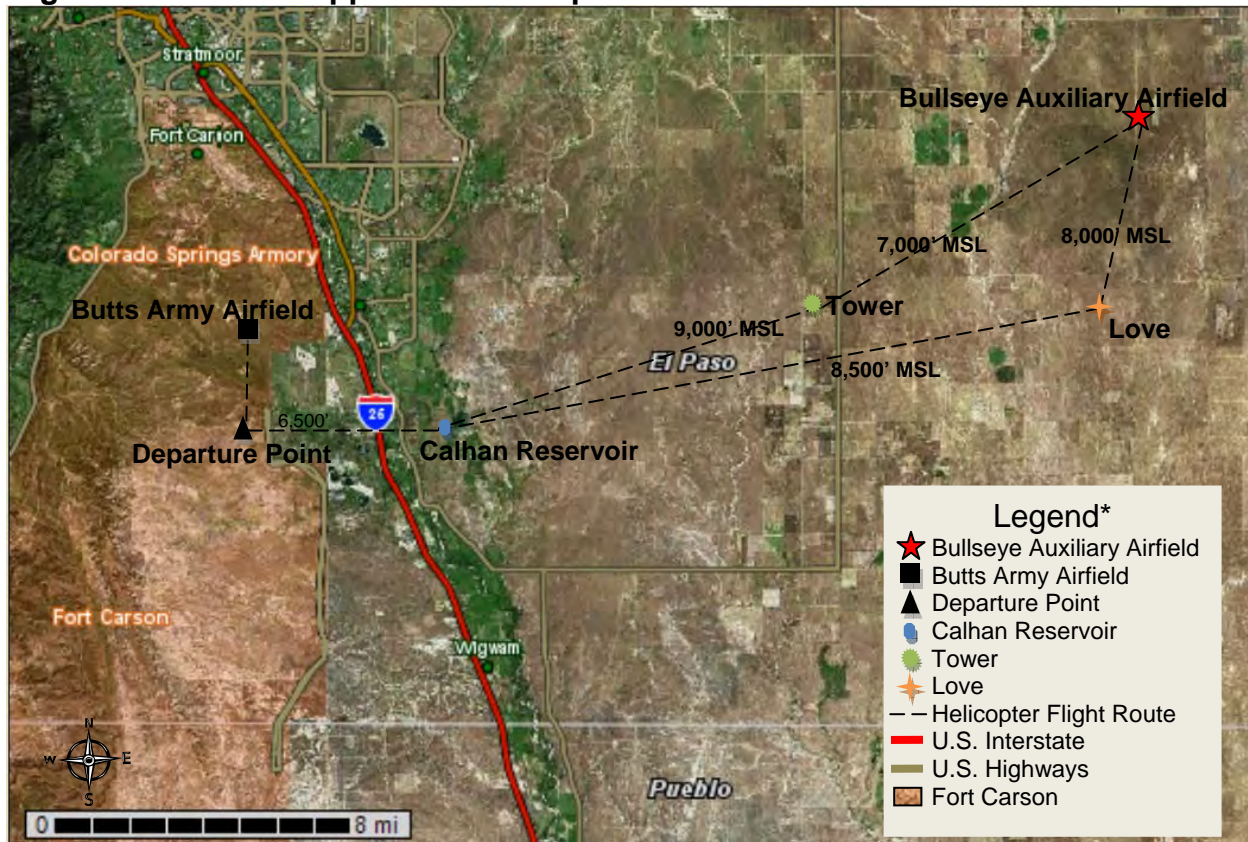 Stratmoor
Bullseye Auxiliary Airfield
Fort Carson
7,000' MSL
8,000' MSL
Colorado Springs Armory
Butts Army Airfield
Tower
9,000' MSL
Love
El Paso
8,500' MSL
26
6,500'
Departure Point
Calhan Reservoir
Legend*
Bullseye Auxiliary Airfield
Butts Army Airfield
Departure Point
Calhan Reservoir
Tower
Love
Helicopter Flight Route
U.S. Interstate
U.S. Highways
Fort Carson
Fort Carson
Wigwam
N
W E
S
Pueblo
0 8 mi